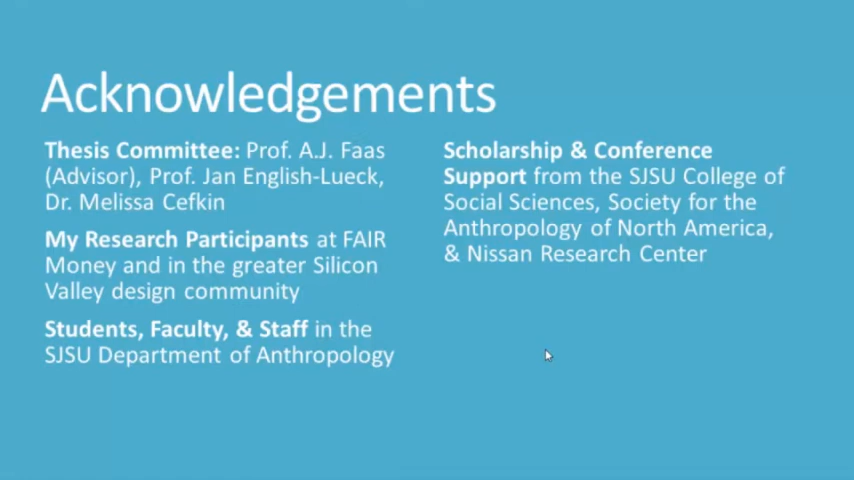 Acknowledgements
Thesis Committee: Prof. A.J. Faas
(Advisor), Prof. Jan English-Lueck,
Dr. Melissa Cefkin
My Research Participants at FAIR
Money and in the greater Silicon
Valley design community
Students, Faculty, & Staff in the
SJSU Department of Anthropology
Scholarship & Conference
Support from the SJSU College of
Social Sciences, Society for the
Anthropology of North America,
& Nissan Research Center